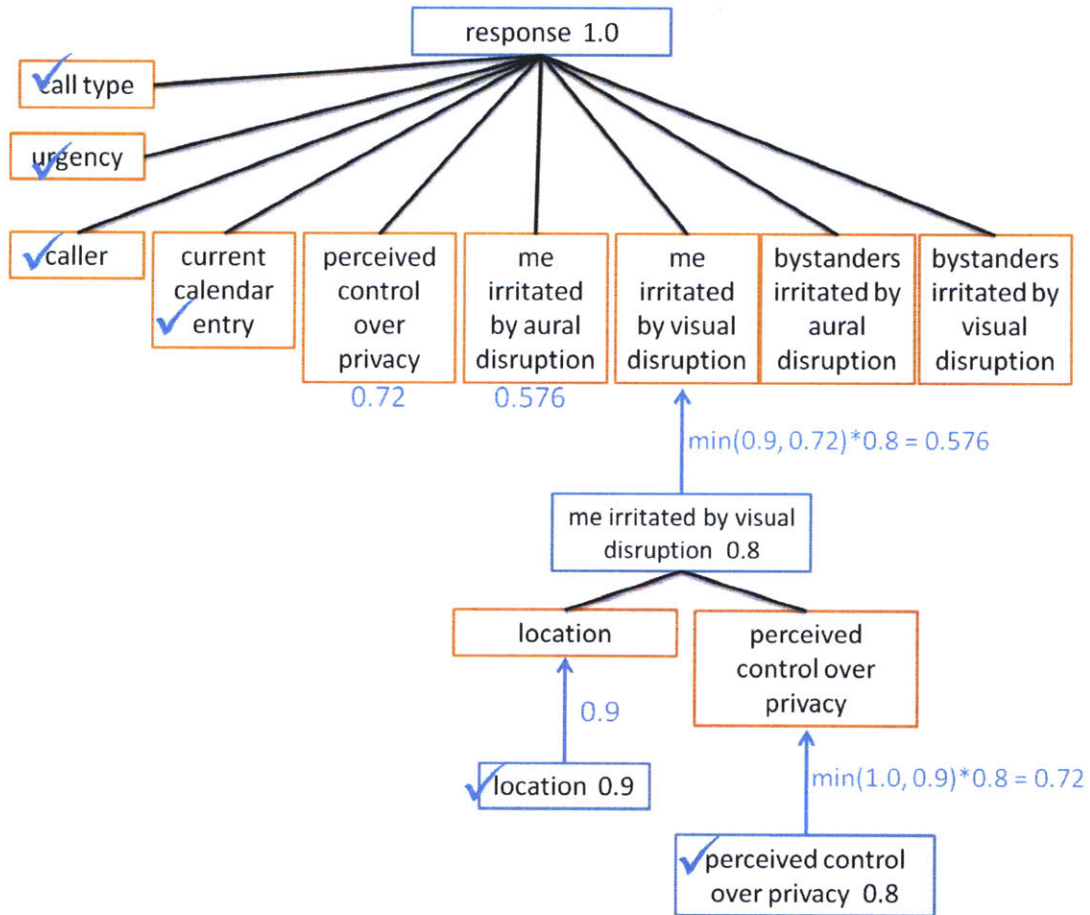 response 1.0
call type
urgency
caller
current
calendar
entry
perceived
control
over
privacy
0.72
me
irritated
by aural
disruption
0.576
me
irritated
by visual
disruption
bystanders
irritated by
aural
disruption
bystanders
irritated by
visual
disruption
min(0.9, 0.72)*0.8 = 0.576
me irritated by visual
disruption 0.8
location
perceived
control over
privacy
0.9
location 0.9
min(1.0, 0.9)*0.8 = 0.72
perceived control
over privacy 0.8